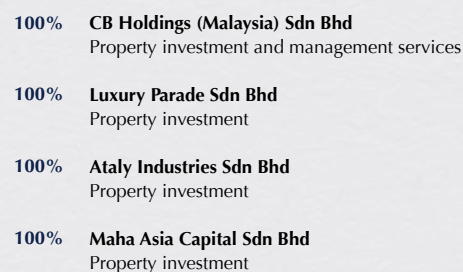 100% CB Holdings (Malaysia) Sdn Bhd
Property investment and management services
100% Luxury Parade Sdn Bhd
Property investment
100% Ataly Industries Sdn Bhd
Property investment
100% Maha Asia Capital Sdn Bhd
Property investment